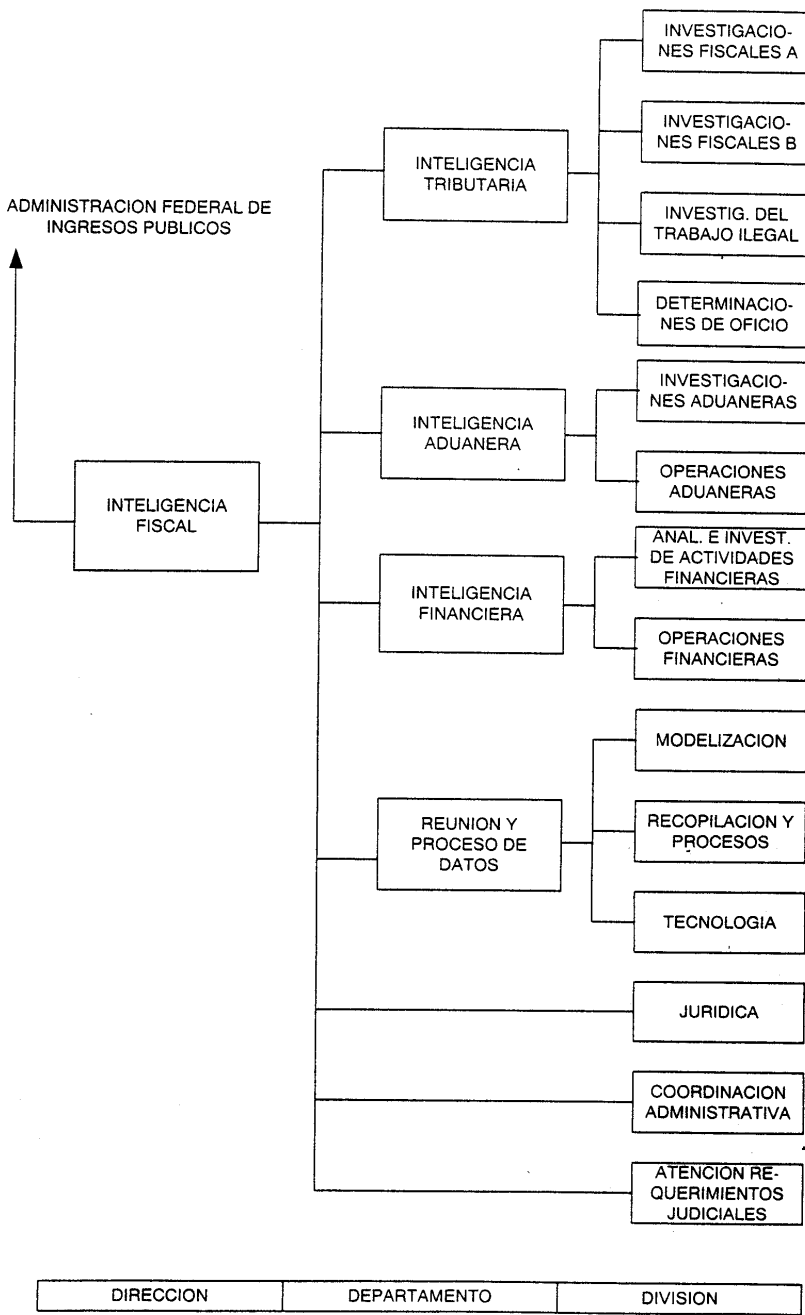 INVESTIGACIO-
NES FISCALES A
INVESTIGACIO-
NES FISCALES B
INTELIGENCIA
TRIBUTARIA
ADMINISTRACION FEDERAL DE
INGRESOS PUBLICOS
INVESTIG. DEL
TRABAJO ILEGAL
DETERMINACIO-
NES DE OFICIO
INVESTIGACIO-
NES ADUANERAS
INTELIGENCIA
ADUANERA
OPERACIONES
ADUANERAS
INTELIGENCIA
FISCAL
ANAL. E INVEST.
DE ACTIVIDADES
FINANCIERAS
INTELIGENCIA
FINANCIERA
OPERACIONES
FINANCIERAS
MODELIZACION
REUNION Y
PROCESO DE
DATOS
RECOPILACION Y
PROCESOS
TECNOLOGIA
JURIDICA
COORDINACION
ADMINISTRATIVA
ATENCION RE-
QUERIMIENTOS
JUDICIALES
DIRECCION DEPARTAMENTO DIVISION